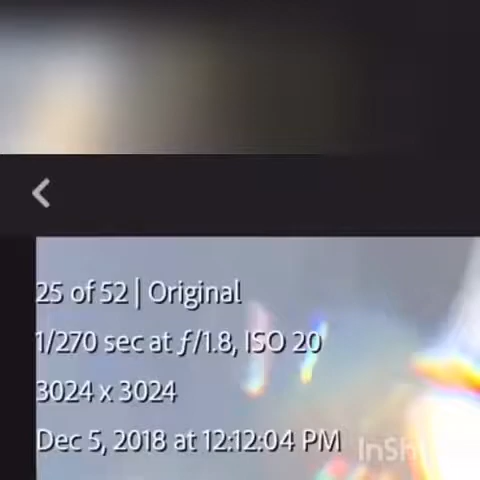 25 of 52 | Original
1/270 sec at ƒ/1.8, ISO 20
3024 x 3024
Dec 5, 2018 at 12:12:04 PM
InSh